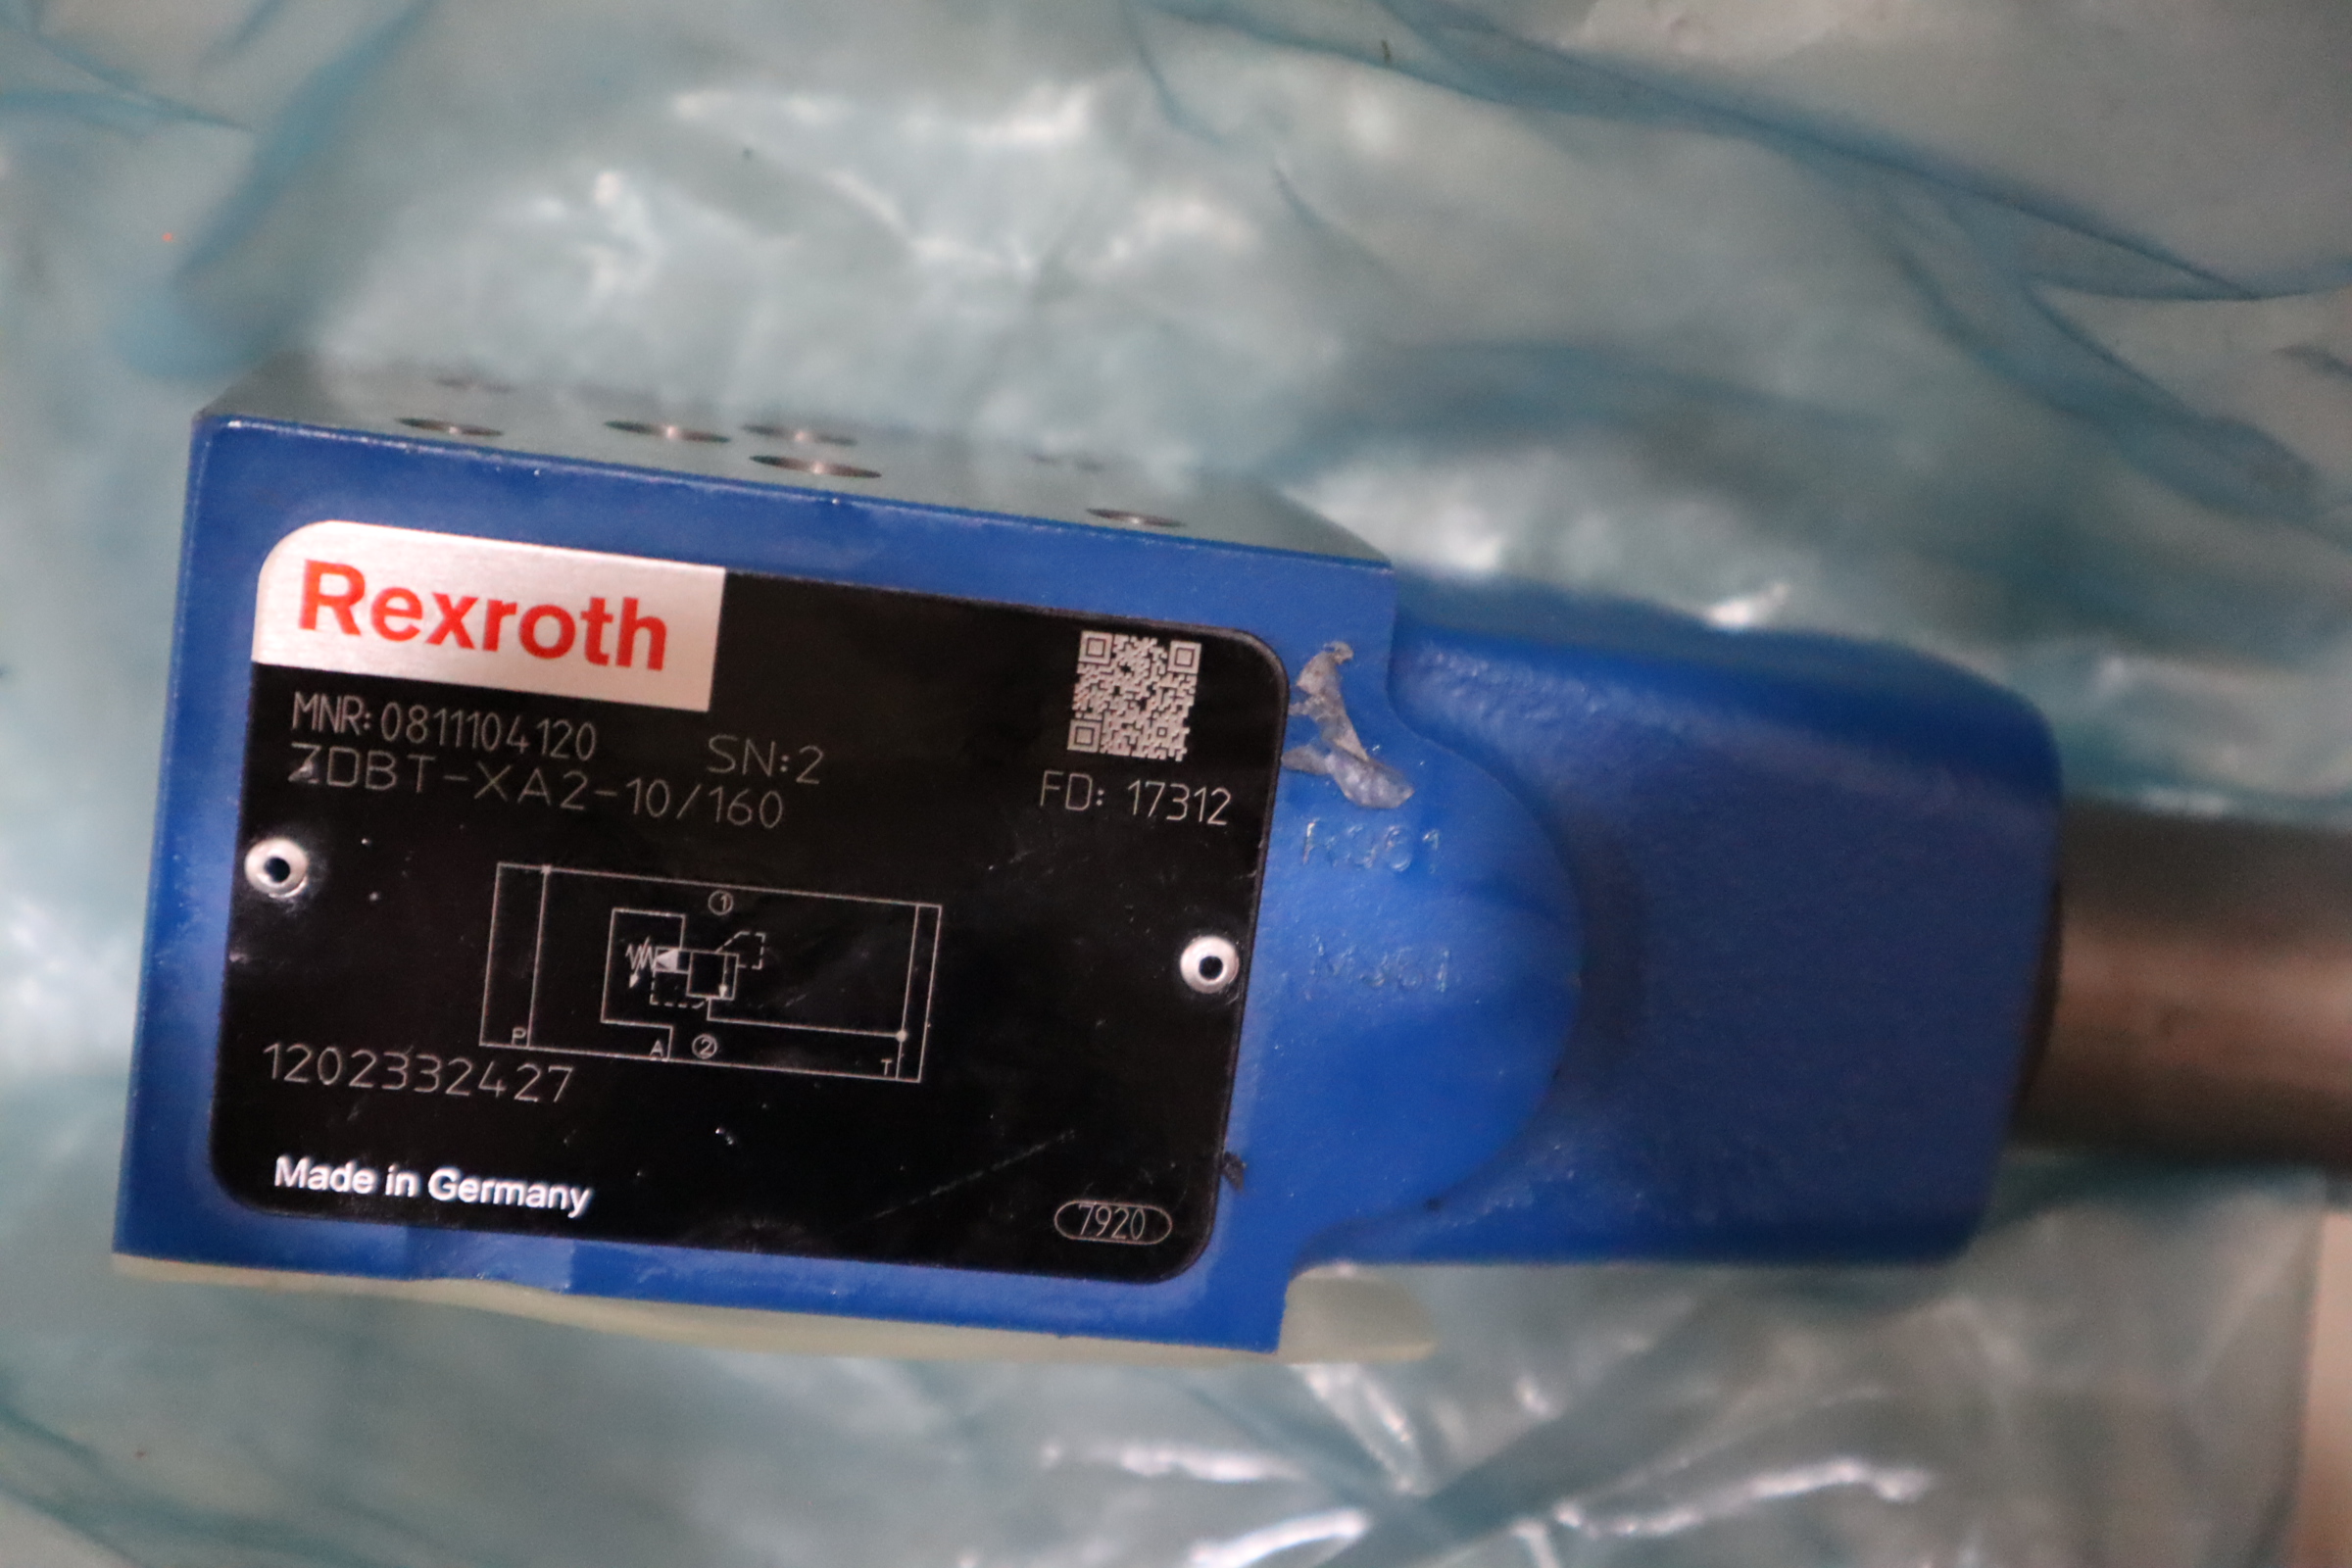 Rexroth
MNR: 0811104120
SN:2
ZDBT-XA2-10/160
FD: 17312
①
P
A
②
T
1202332427
Made in Germany
7920